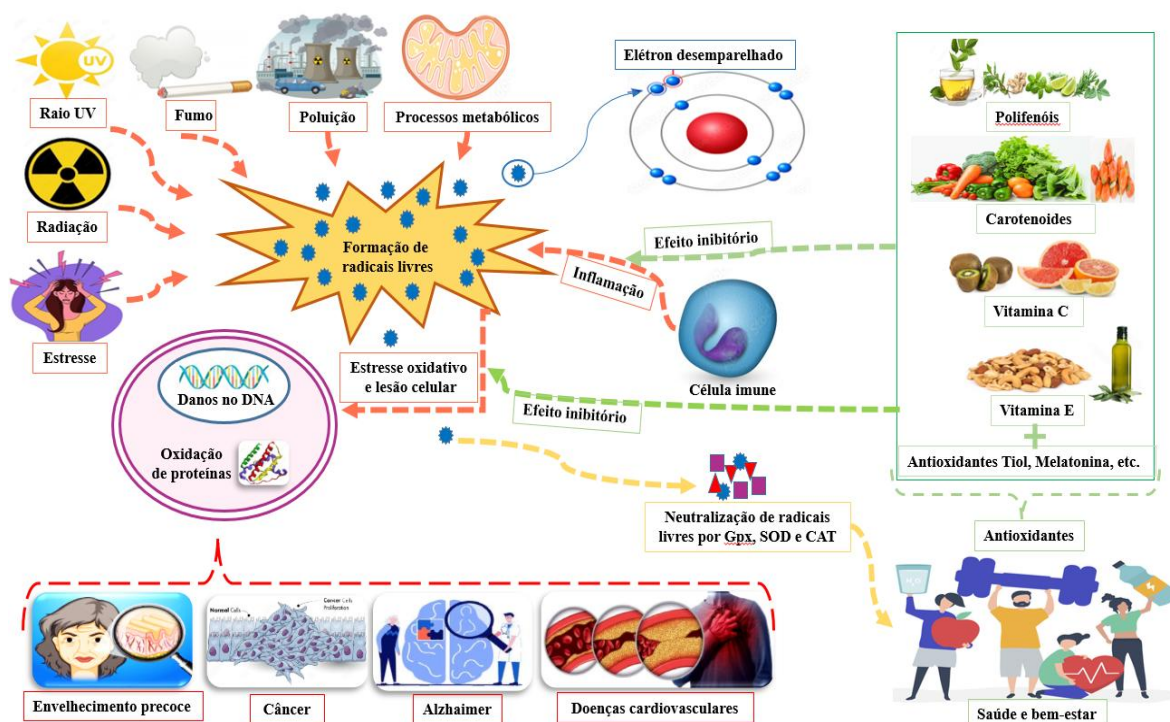 UV
Raio UV
Fumo
Poluição
Processos metabólicos
Elétron desemparelhado
Polifenóis
Radiação
Formação de
radicais livres
Efeito inibitório
Inflamação
Carotenoides
Vitamina C
Estresse
Estresse oxidativo
e lesão celular
Célula imune
Efeito inibitório
Vitamina E
Danos no DNA
Oxidação
de proteínas
Antioxidantes Tiol, Melatonina, etc.
Neutralização de radicais
livres por Gpx, SOD e CAT
Antioxidantes
H2O
Normal Cells
Cancer Cells
Proliferation
Envelhecimento precoce
Câncer
Alzhaimer
Doenças cardiovasculares
Saúde e bem-estar